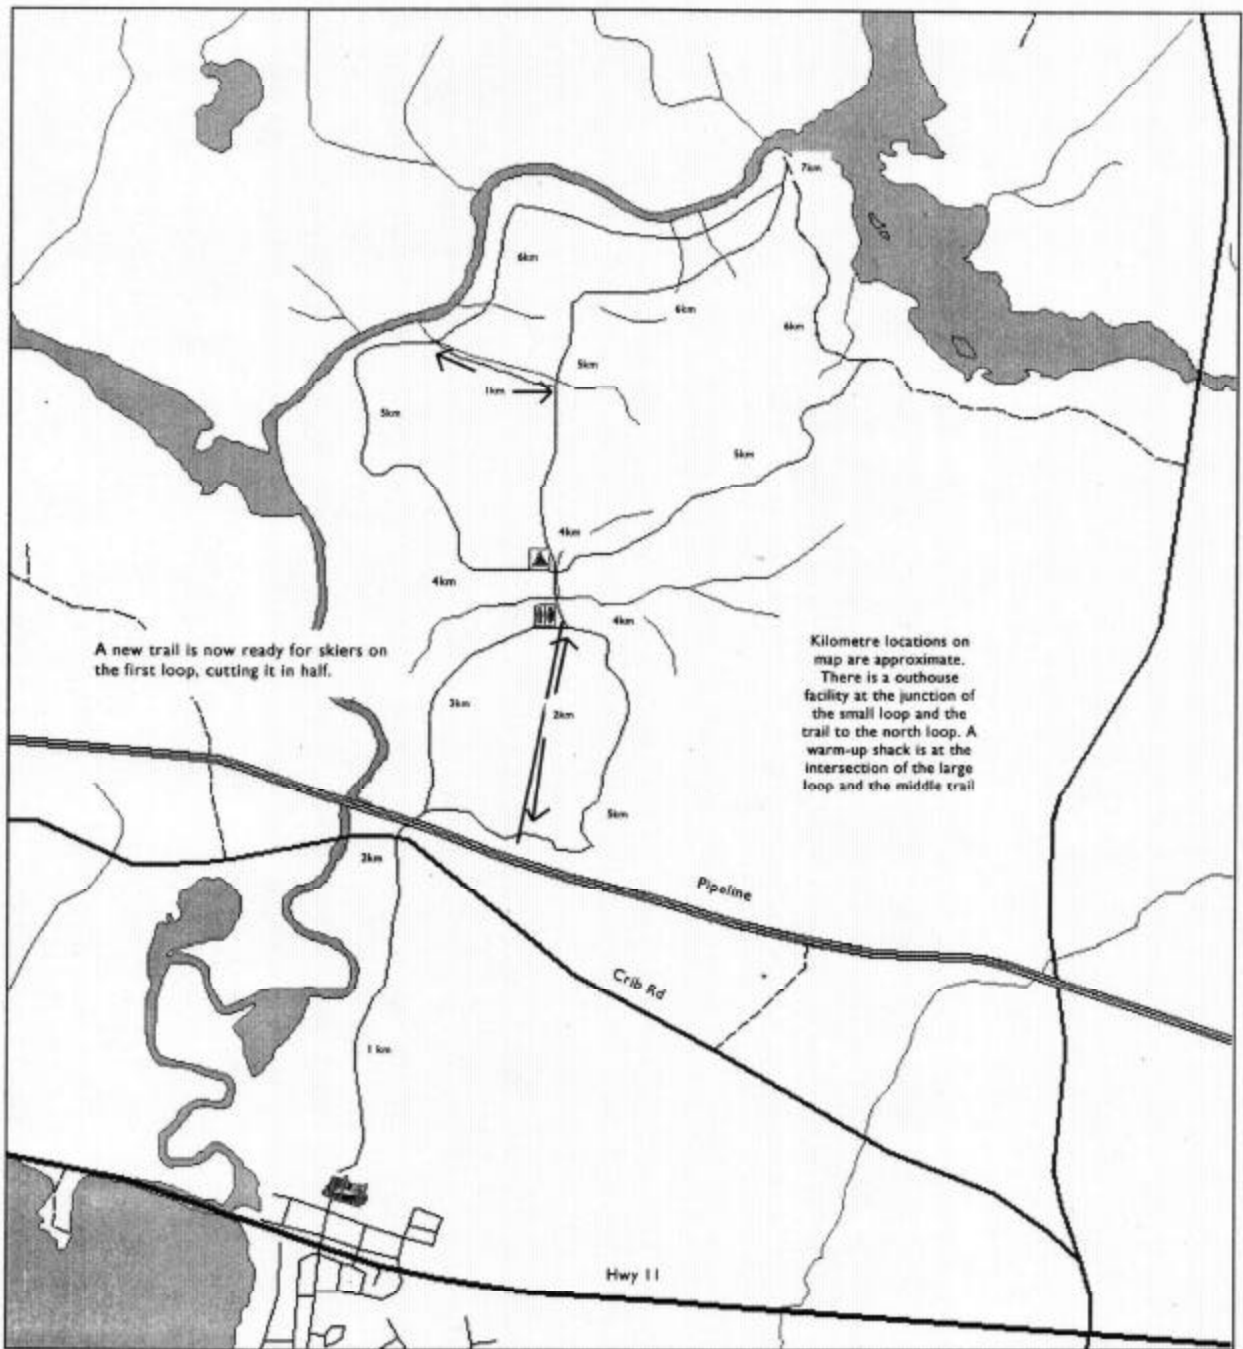 7km
6km
6km
6km
5km
1km
5km
5km
4km
4km
4km
A new trail is now ready for skiers on
the first loop, cutting it in half.
Kilometre locations on
map are approximate.
There is a outhouse
facility at the junction of
the small loop and the
trail to the north loop. A
warm-up shack is at the
intersection of the large
loop and the middle trail
3km
2km
5km
2km
Pipeline
Crib Rd
1 km
Hwy 11